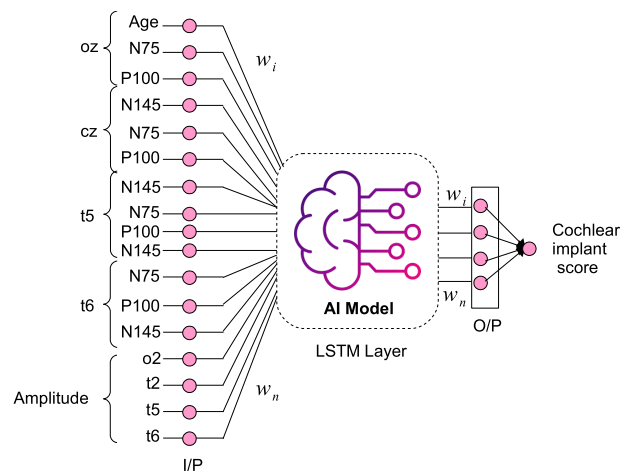 oz
Age
N75
P100
cz
N145
N75
P100
t5
N145
N75
P100
N145
t6
N75
P100
N145
Amplitude
o2
t2
t5
t6
I/P
w_i
w_n
AI Model
LSTM Layer
w_i
w_n
O/P
Cochlear
implant
score